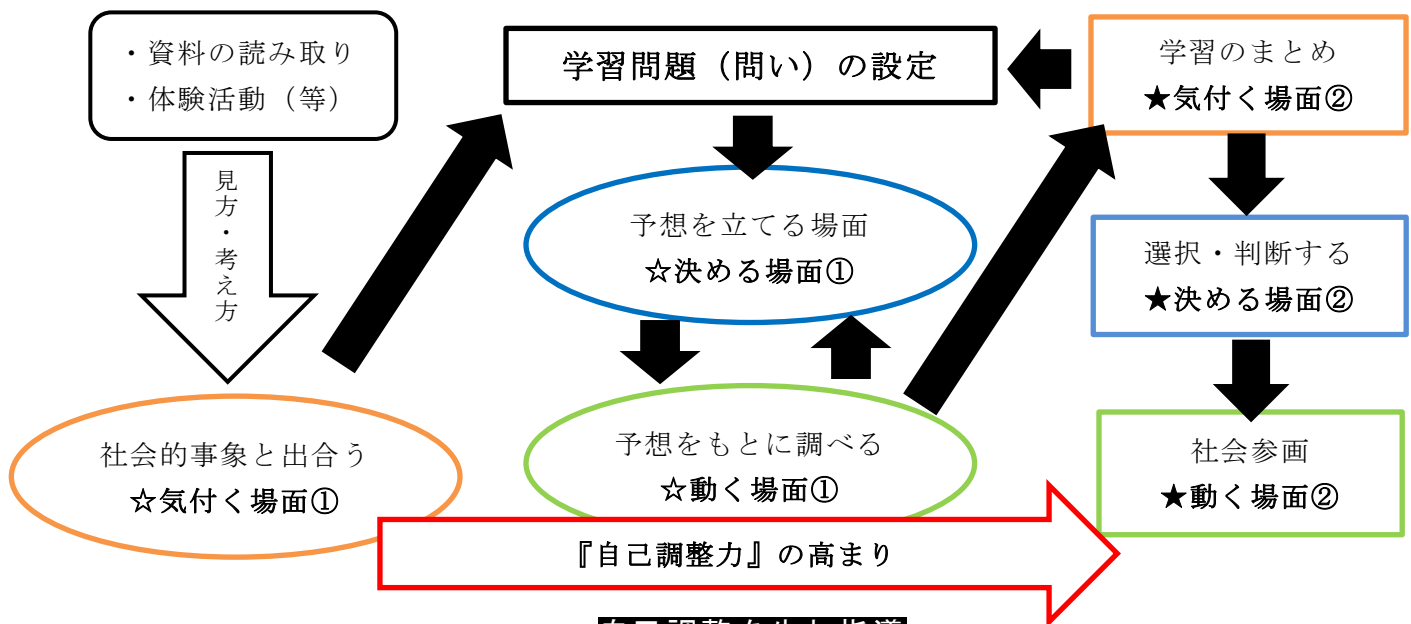 ・資料の読み取り
・体験活動（等）
見方・考え方
社会的事象と出合う
☆気付く場面①
学習問題（問い）の設定
予想を立てる場面
☆決める場面①
予想をもとに調べる
☆動く場面①
学習のまとめ
★気付く場面②
選択・判断する
★決める場面②
社会参画
★動く場面②
『自己調整力』の高まり